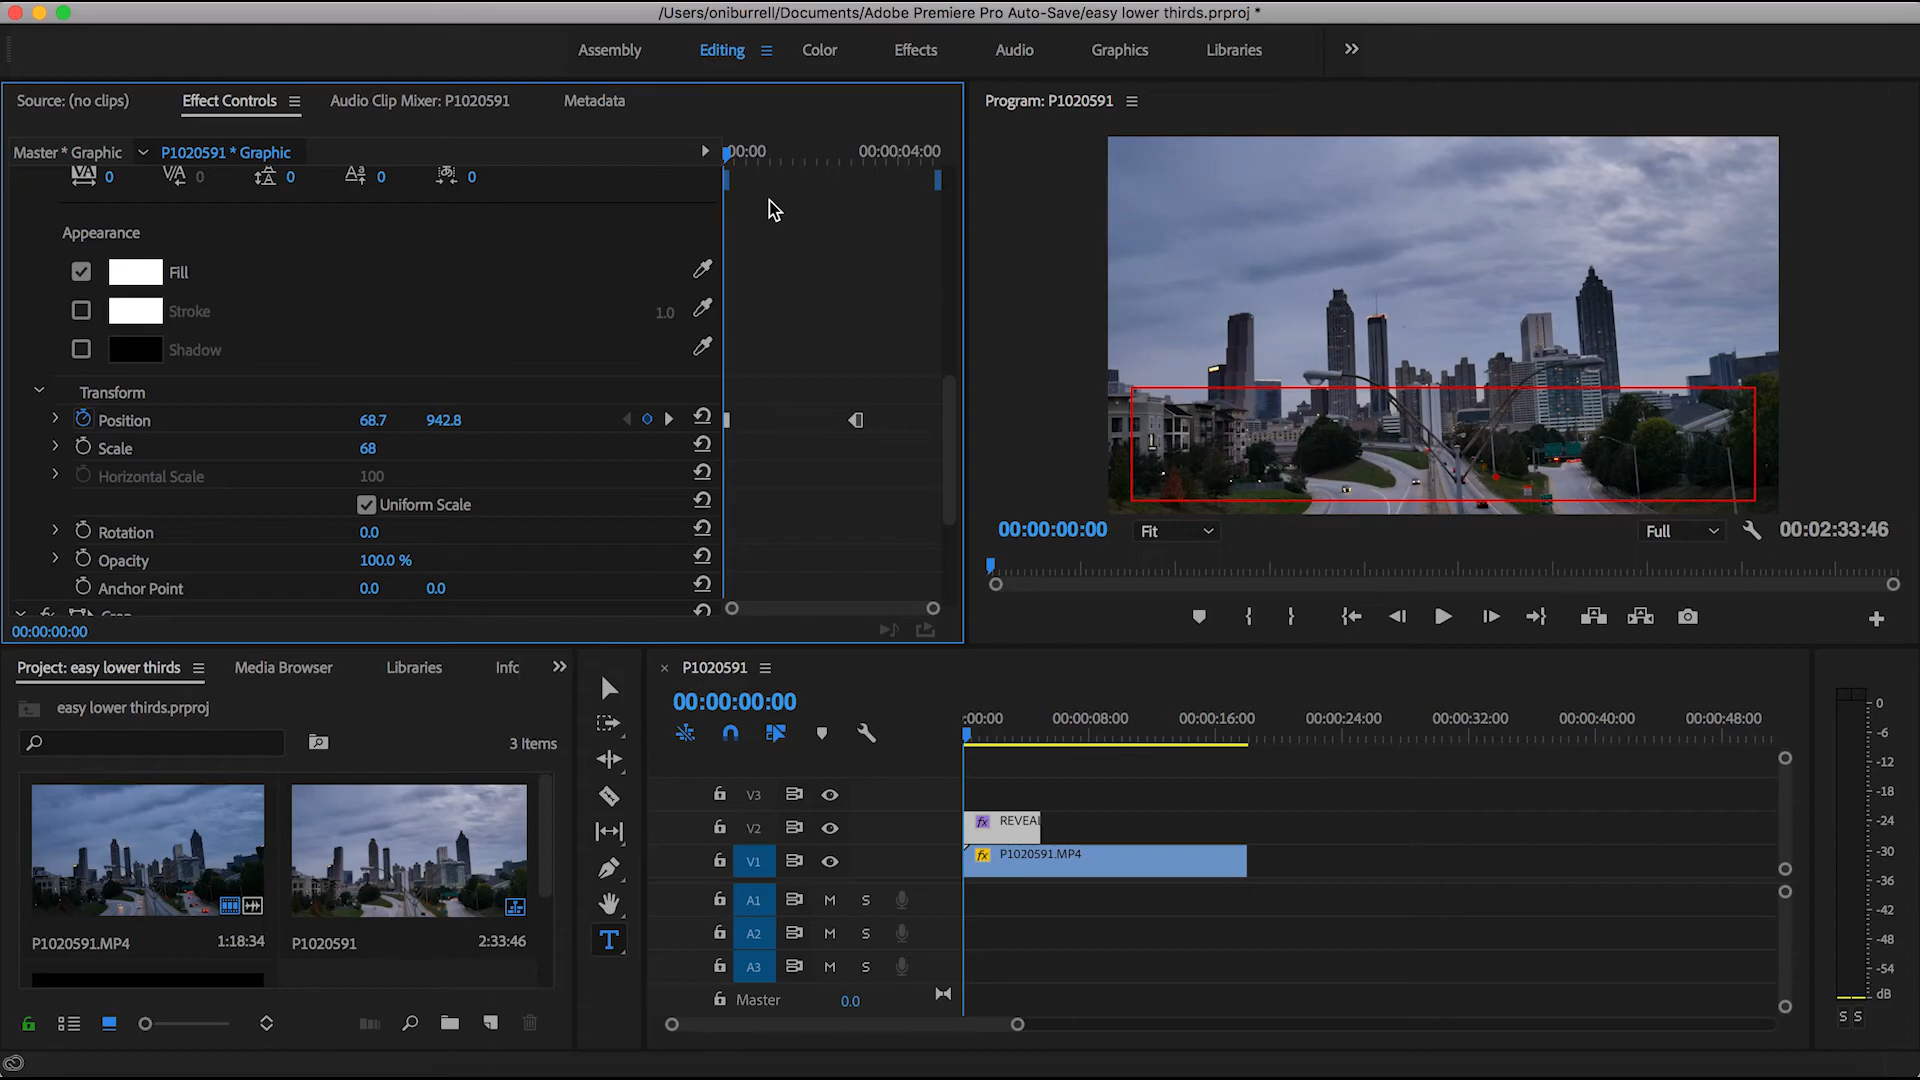 /Users/oniburrell/Documents/Adobe Premiere Pro Auto-Save/easy lower thirds.prproj *
Assembly Editing Color Effects Audio Graphics Libraries
Source: (no clips) Effect Controls Audio Clip Mixer: P1020591 Metadata
Program: P1020591
Master * Graphic P1020591 * Graphic
:00:00 00:00:04:00
0 0 0 0 0
Appearance
Fill
Stroke 1.0
Shadow
Transform
Position 68.7 942.8
Scale 68
Horizontal Scale 100
Uniform Scale
Rotation 0.0
Opacity 100.0 %
Anchor Point 0.0 0.0
00:00:00:00
00:00:00:00 Fit Full 00:02:33:46
Project: easy lower thirds Media Browser Libraries Info
easy lower thirds.prproj
3 Items
P1020591.MP4 1:18:34
P1020591 2:33:46
P1020591
00:00:00:00
:00:00 00:00:08:00 00:00:16:00 00:00:24:00 00:00:32:00 00:00:40:00 00:00:48:00
V3
V2 fx REVEAL
V1 fx P1020591.MP4
A1 M S
A2 M S
A3 M S
Master 0.0
0
-6
-12
-18
-24
-30
-36
-42
-48
-54
dB
S S